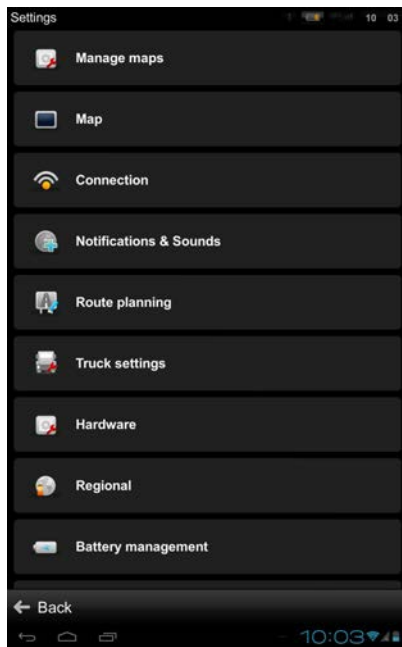 Settings
10 03
Manage maps
Map
Connection
Notifications & Sounds
Route planning
Truck settings
Hardware
Regional
Battery management
Back
10:03